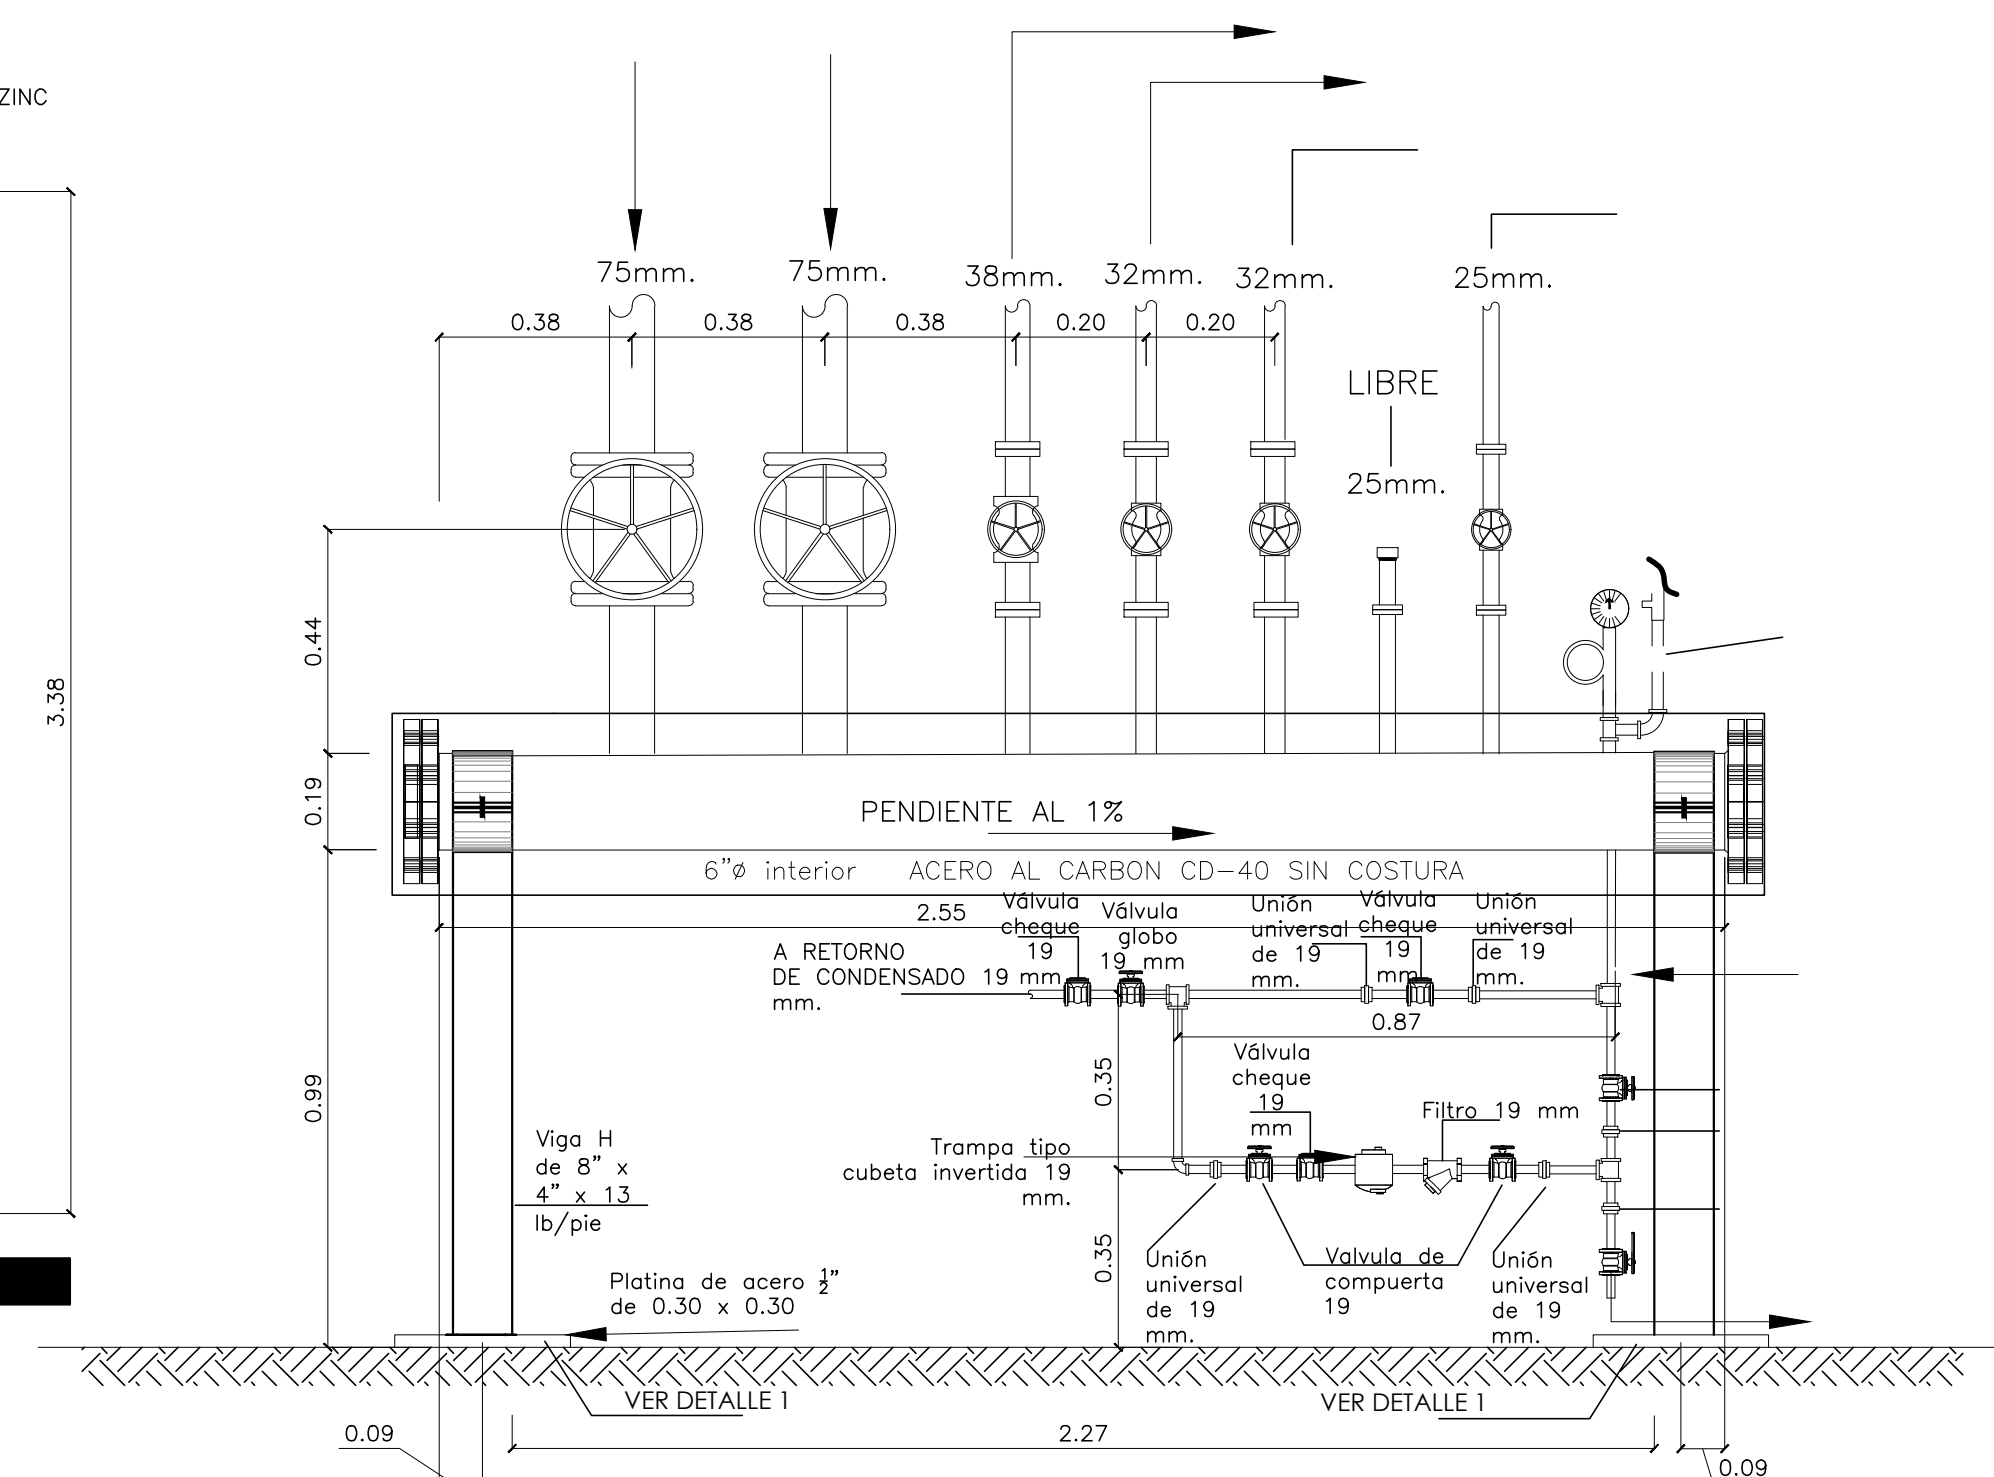 ZINC
3.38
75mm.
75mm.
38mm.
32mm.
32mm.
25mm.
0.38
0.38
0.38
0.20
0.20
LIBRE
25mm.
0.44
0.19
0.99
PENDIENTE AL 1%
6”ø interior ACERO AL CARBON CD-40 SIN COSTURA
2.55
A RETORNO
DE CONDENSADO 19 mm
mm.
Válvula
cheque
19
Válvula
globo
19 mm
Unión
universal
de 19
mm.
Válvula
cheque
19
mm
Unión
universal
de 19
mm.
0.87
0.35
0.35
Válvula
cheque
19
mm
Filtro 19 mm
Trampa tipo
cubeta invertida 19
mm.
Viga H
de 8” x
4” x 13
lb/pie
Platina de acero ½”
de 0.30 x 0.30
Unión
universal
de 19
mm.
Valvula de
compuerta
19
Unión
universal
de 19
mm.
VER DETALLE 1
VER DETALLE 1
0.09
2.27
0.09